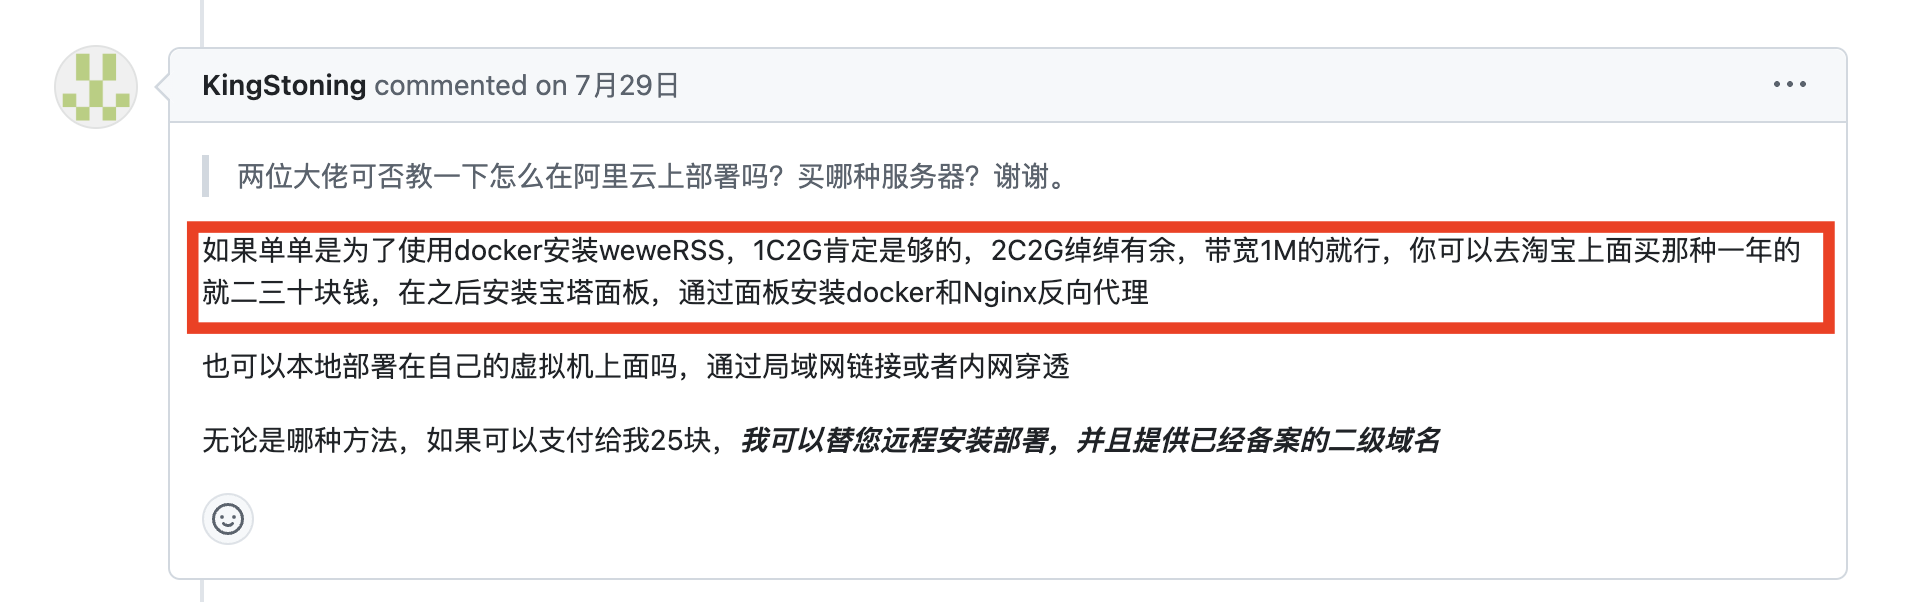 KingStoning commented on 7月29日
两位大佬可否教一下怎么在阿里云上部署吗？买哪种服务器？谢谢。
如果单单是为了使用docker安装weweRSS，1C2G肯定是够的，2C2G绰绰有余，带宽1M的就行，你可以去淘宝上面买那种一年的
就二三十块钱，在之后安装宝塔面板，通过面板安装docker和Nginx反向代理
也可以本地部署在自己的虚拟机上面吗，通过局域网链接或者内网穿透
无论是哪种方法，如果可以支付给我25块，我可以替您远程安装部署，并且提供已经备案的二级域名